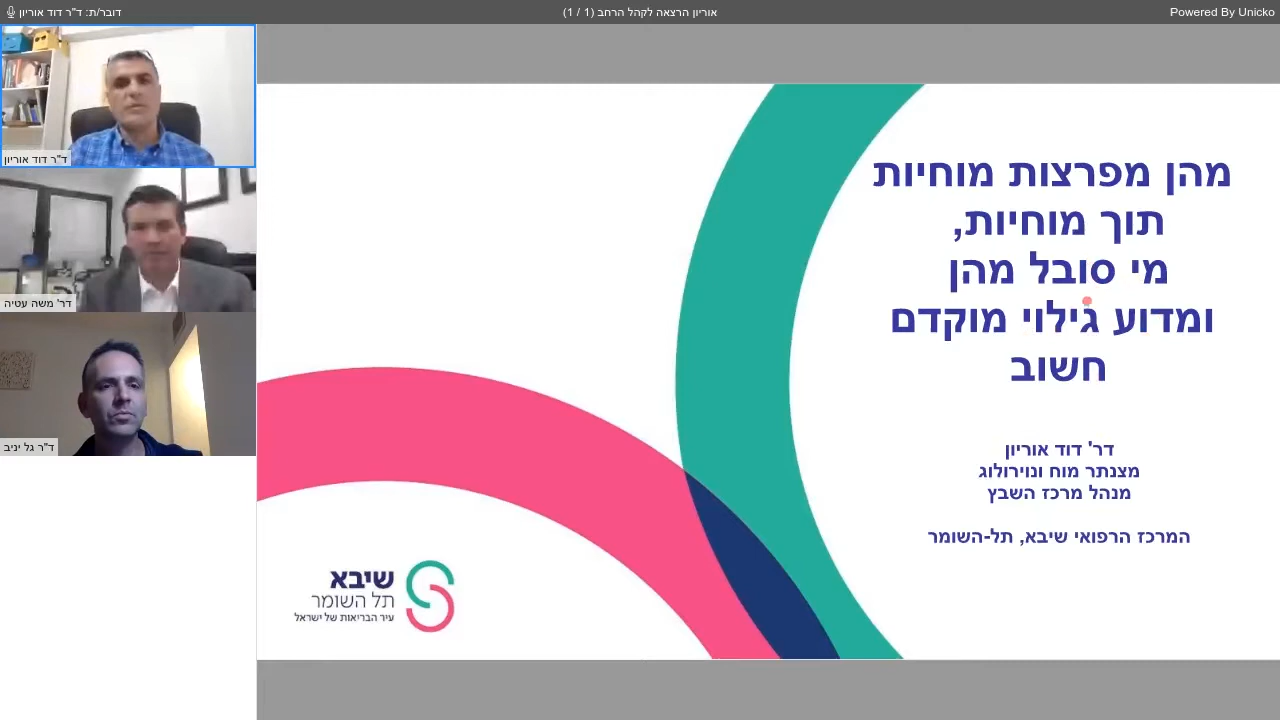 דובר/ת: ד"ר דוד אוריון
אוריון הרצאה לקהל הרחב (1 / 1)
Powered By Unicko
ד"ר דוד אוריון
דר' משה עטיה
ד"ר גל יניב
מהן מפרצות מוחיות
תוך מוחיות,
מי סובל מהן
ומדוע גילוי מוקדם
חשוב
דר' דוד אוריון
מצנתר מוח ונוירולוג
מנהל מרכז השבץ
המרכז הרפואי שיבא, תל-השומר
שיבא
תל השומר
עיר הבריאות של ישראל